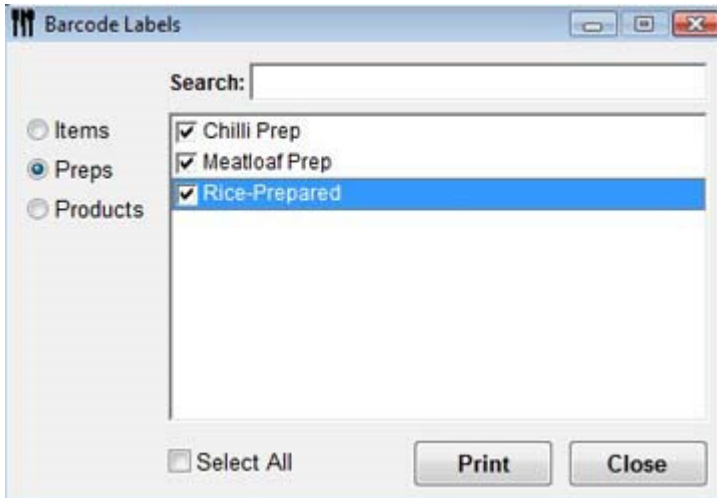 Barcode Labels
Search:
Items
Preps
Products
Chilli Prep
Meatloaf Prep
Rice-Prepared
Select All
Print
Close